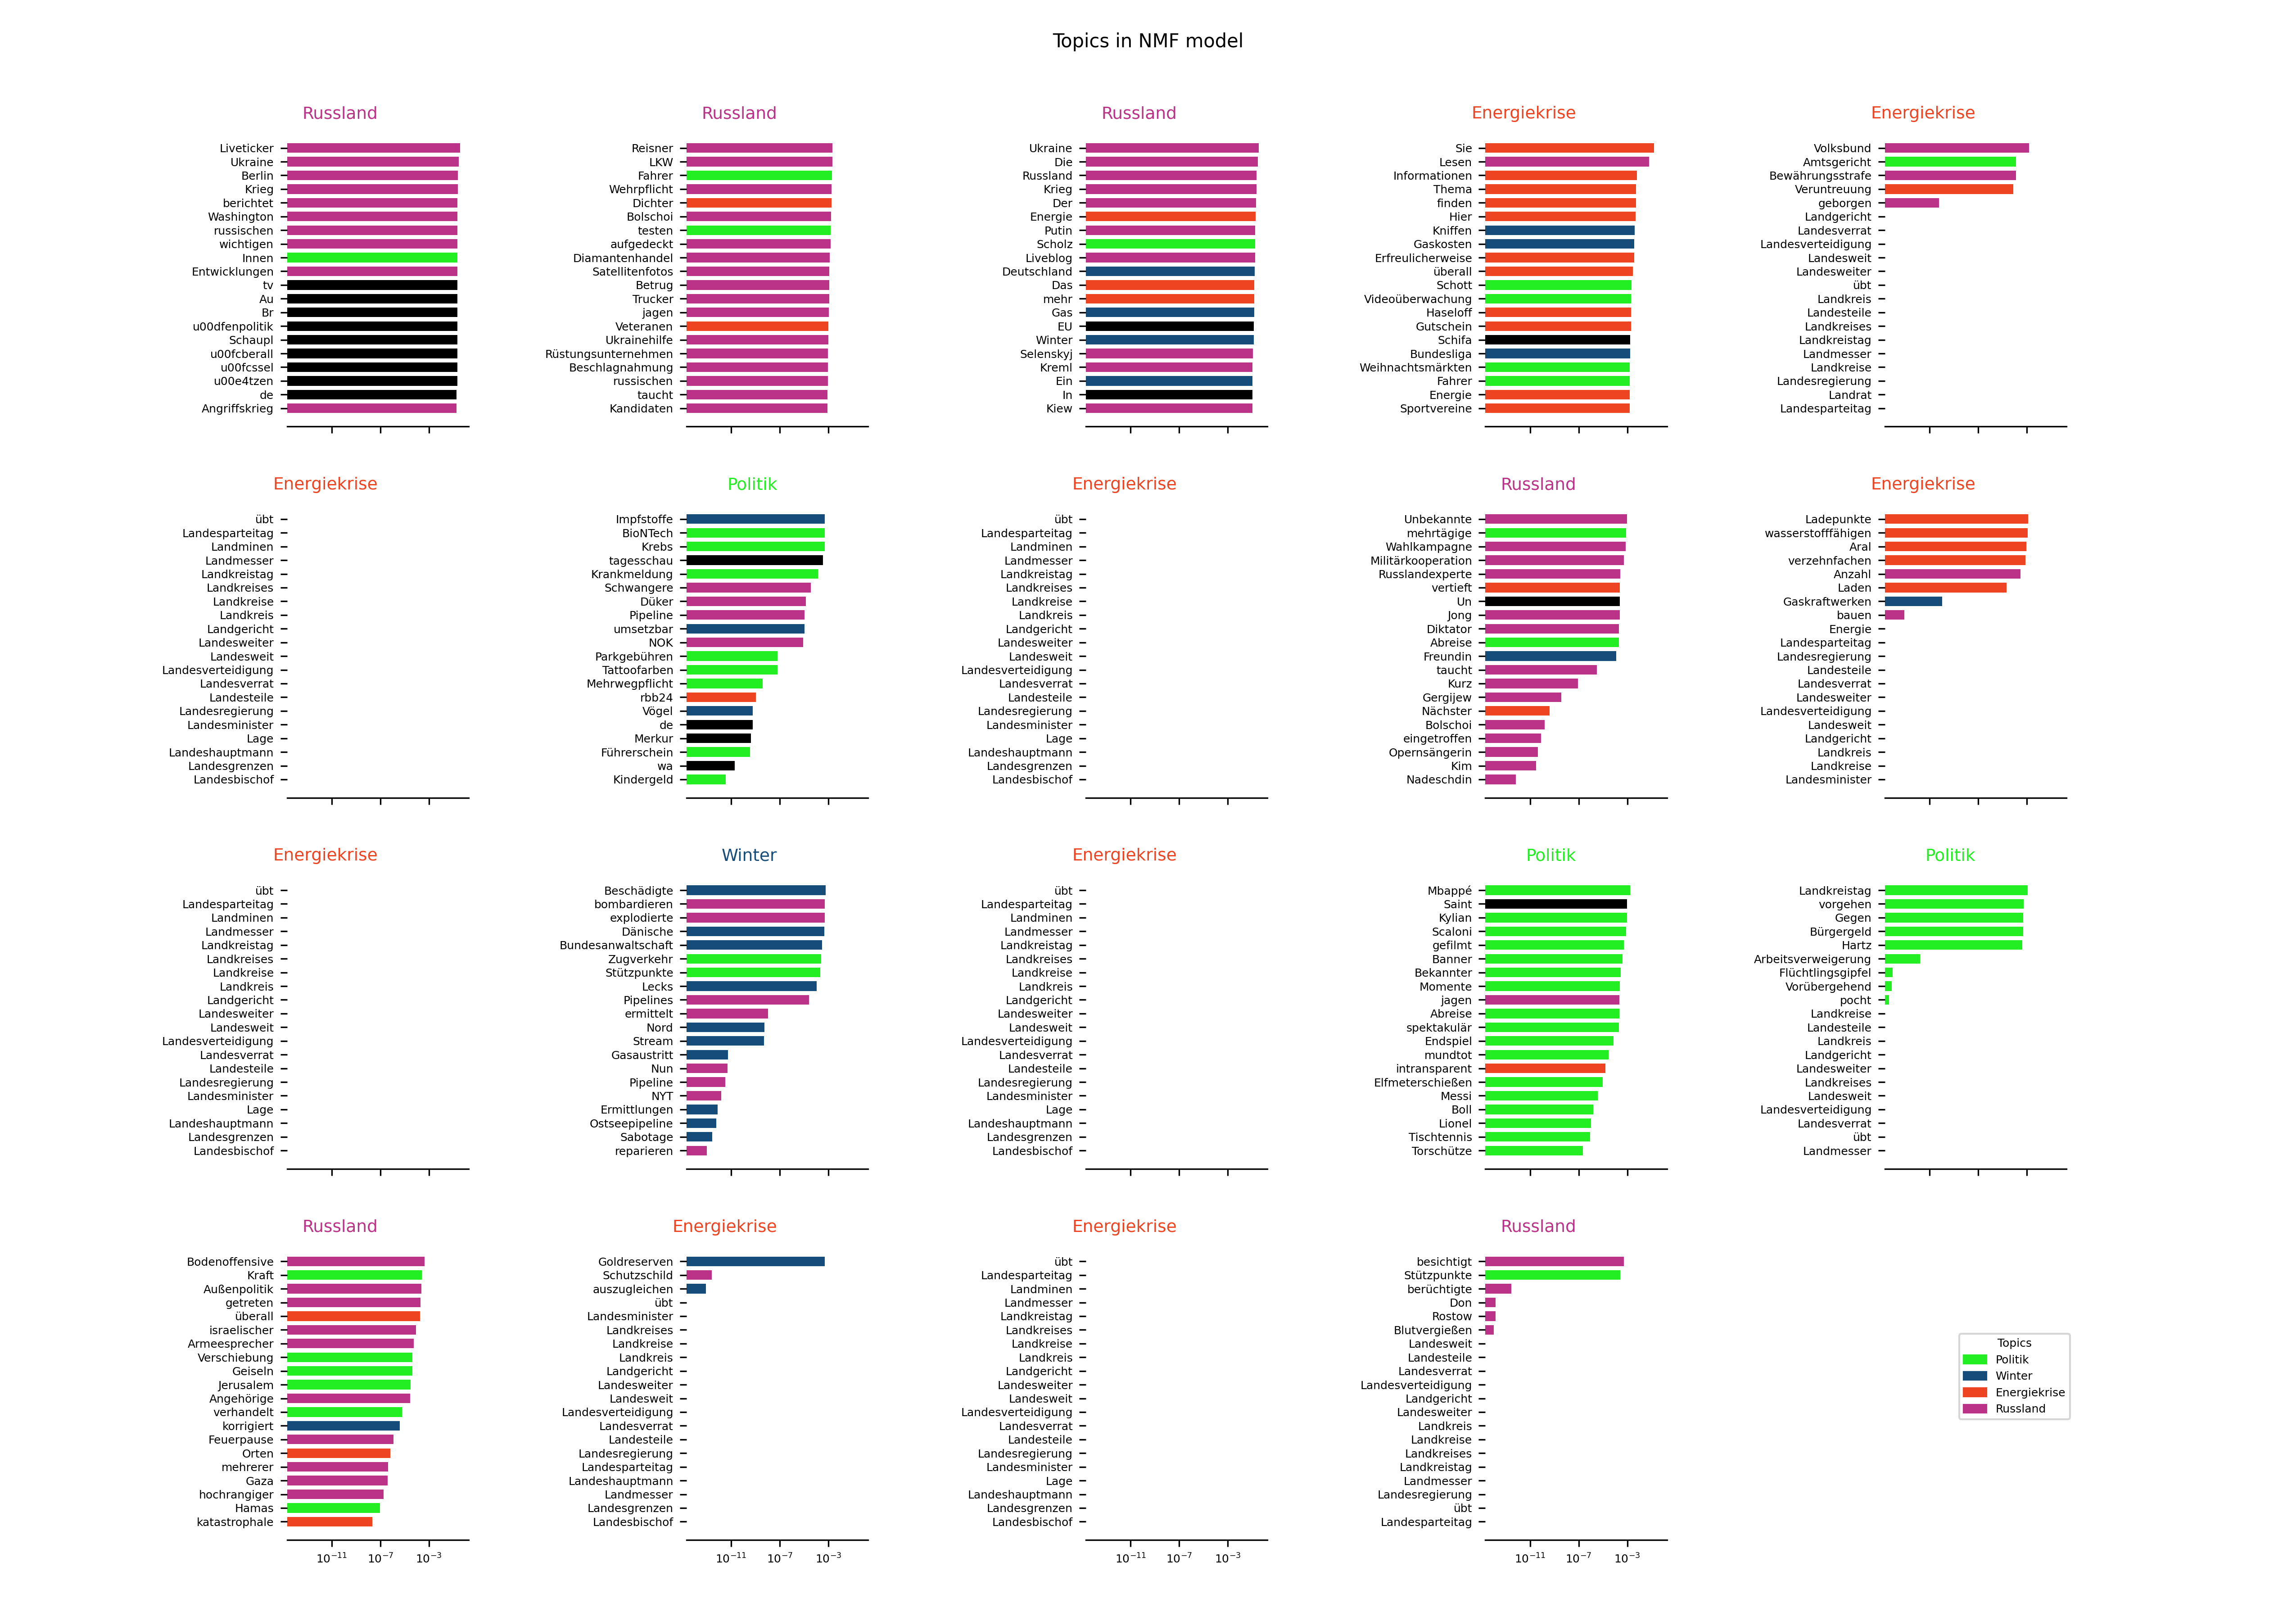 Topics in NMF model
Russland
Liveticker
Ukraine
Berlin
Krieg
berichtet
Washington
russischen
wichtigen
Innen
Entwicklungen
tv
Au
Br
u00dfenpolitik
Schaupl
u00fcberall
u00fcssel
u00e4tzen
de
Angriffskrieg
Russland
Reisner
LKW
Fahrer
Wehrpflicht
Dichter
Bolschoi
testen
aufgedeckt
Diamantenhandel
Satellitenfotos
Betrug
Trucker
jagen
Veteranen
Ukrainehilfe
Rüstungsunternehmen
Beschlagnahmung
russischen
taucht
Kandidaten
Russland
Ukraine
Die
Russland
Krieg
Der
Energie
Putin
Scholz
Liveblog
Deutschland
Das
mehr
Gas
EU
Winter
Selenskyj
Kreml
Ein
In
Kiew
Energiekrise
Sie
Lesen
Informationen
Thema
finden
Hier
Kniffen
Gaskosten
Erfreulicherweise
überall
Schott
Videoüberwachung
Haseloff
Gutschein
Schifa
Bundesliga
Weihnachtsmärkten
Fahrer
Energie
Sportvereine
Energiekrise
Volksbund
Amtsgericht
Bewährungsstrafe
Veruntreuung
geborgen
Landgericht
Landesverrat
Landesverteidigung
Landesweit
Landesweiter
übt
Landkreis
Landesteile
Landkreises
Landkreistag
Landmesser
Landkreise
Landesregierung
Landrat
Landesparteitag
Energiekrise
übt
Landesparteitag
Landminen
Landmesser
Landkreistag
Landkreises
Landkreise
Landkreis
Landgericht
Landesweiter
Landesweit
Landesverteidigung
Landesverrat
Landesteile
Landesregierung
Landesminister
Lage
Landeshauptmann
Landesgrenzen
Landesbischof
Politik
Impfstoffe
BioNTech
Krebs
tagesschau
Krankmeldung
Schwangere
Düker
Pipeline
umsetzbar
NOK
Parkgebühren
Tattoofarben
Mehrwegpflicht
rbb24
Vögel
de
Merkur
Führerschein
wa
Kindergeld
Energiekrise
übt
Landesparteitag
Landminen
Landmesser
Landkreistag
Landkreises
Landkreise
Landkreis
Landgericht
Landesweiter
Landesweit
Landesverteidigung
Landesverrat
Landesteile
Landesregierung
Landesminister
Lage
Landeshauptmann
Landesgrenzen
Landesbischof
Russland
Unbekannte
mehrtägige
Wahlkampagne
Militärkooperation
Russlandexperte
vertieft
Un
Jong
Diktator
Abreise
Freundin
taucht
Kurz
Gergijew
Nächster
Bolschoi
eingetroffen
Opernsängerin
Kim
Nadeschdin
Energiekrise
Ladepunkte
wasserstofffähigen
Aral
verzehnfachen
Anzahl
Laden
Gaskraftwerken
bauen
Energie
Landesparteitag
Landesregierung
Landesteile
Landesverrat
Landesweiter
Landesverteidigung
Landesweit
Landgericht
Landkreis
Landkreise
Landesminister
Energiekrise
übt
Landesparteitag
Landminen
Landmesser
Landkreistag
Landkreises
Landkreise
Landkreis
Landgericht
Landesweiter
Landesweit
Landesverteidigung
Landesverrat
Landesteile
Landesregierung
Landesminister
Lage
Landeshauptmann
Landesgrenzen
Landesbischof
Winter
Beschädigte
bombardieren
explodierte
Dänische
Bundesanwaltschaft
Zugverkehr
Stützpunkte
Lecks
Pipelines
ermittelt
Nord
Stream
Gasaustritt
Nun
Pipeline
NYT
Ermittlungen
Ostseepipeline
Sabotage
reparieren
Energiekrise
übt
Landesparteitag
Landminen
Landmesser
Landkreistag
Landkreises
Landkreise
Landkreis
Landgericht
Landesweiter
Landesweit
Landesverteidigung
Landesverrat
Landesteile
Landesregierung
Landesminister
Lage
Landeshauptmann
Landesgrenzen
Landesbischof
Politik
Mbappé
Saint
Kylian
Scaloni
gefilmt
Banner
Bekannter
Momente
jagen
Abreise
spektakulär
Endspiel
mundtot
intransparent
Elfmeterschießen
Messi
Boll
Lionel
Tischtennis
Torschütze
Politik
Landkreistag
vorgehen
Gegen
Bürgergeld
Hartz
Arbeitsverweigerung
Flüchtlingsgipfel
Vorübergehend
pocht
Landkreise
Landesteile
Landkreis
Landgericht
Landesweiter
Landkreises
Landesweit
Landesverteidigung
Landesverrat
übt
Landmesser
Russland
Bodenoffensive
Kraft
Außenpolitik
getreten
überall
israelischer
Armeesprecher
Verschiebung
Geiseln
Jerusalem
Angehörige
verhandelt
korrigiert
Feuerpause
Orten
mehrerer
Gaza
hochrangiger
Hamas
katastrophale
10⁻¹¹ 10⁻⁷ 10⁻³
Energiekrise
Goldreserven
Schutzschild
auszugleichen
übt
Landesminister
Landkreises
Landkreise
Landkreis
Landgericht
Landesweiter
Landesweit
Landesverteidigung
Landesverrat
Landesteile
Landesregierung
Landesparteitag
Landeshauptmann
Landmesser
Landesgrenzen
Landesbischof
10⁻¹¹ 10⁻⁷ 10⁻³
Energiekrise
übt
Landesparteitag
Landminen
Landmesser
Landkreistag
Landkreises
Landkreise
Landkreis
Landgericht
Landesweiter
Landesweit
Landesverteidigung
Landesverrat
Landesteile
Landesregierung
Landesminister
Lage
Landeshauptmann
Landesgrenzen
Landesbischof
10⁻¹¹ 10⁻⁷ 10⁻³
Russland
besichtigt
Stützpunkte
berüchtigte
Don
Rostow
Blutvergießen
Landesweit
Landesteile
Landesverrat
Landesverteidigung
Landgericht
Landesweiter
Landkreis
Landkreise
Landkreises
Landkreistag
Landmesser
Landesregierung
übt
Landesparteitag
10⁻¹¹ 10⁻⁷ 10⁻³
Topics
Politik
Winter
Energiekrise
Russland